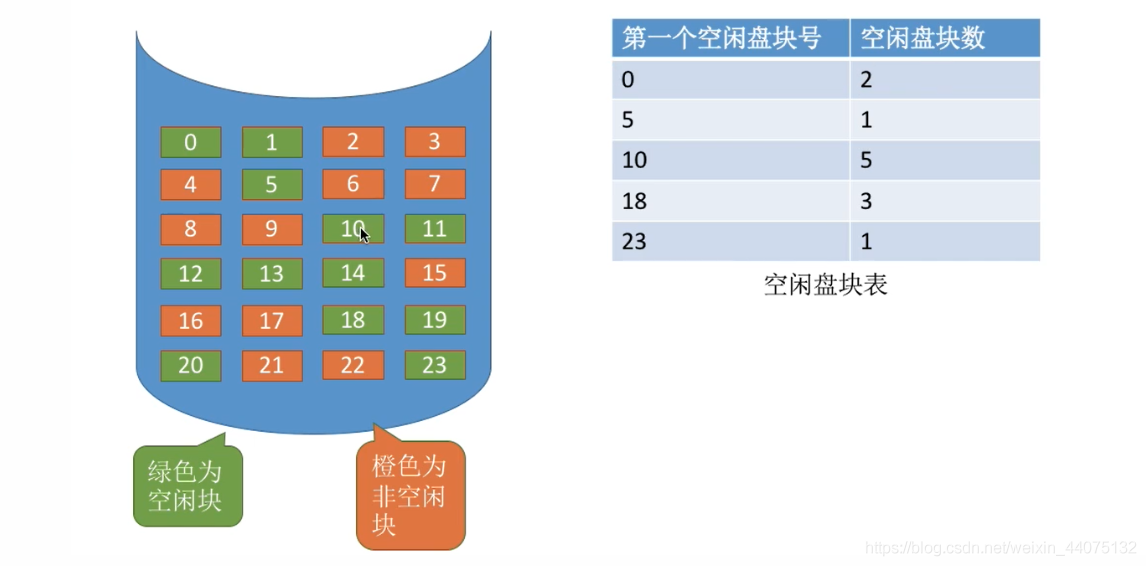 0 1 2 3
4 5 6 7
8 9 10 11
12 13 14 15
16 17 18 19
20 21 22 23
绿色为
空闲块
橙色为
非空闲
块
第一个空闲盘块号 空闲盘块数
0 2
5 1
10 5
18 3
23 1
空闲盘块表
https://blog.csdn.net/weixin_44075132